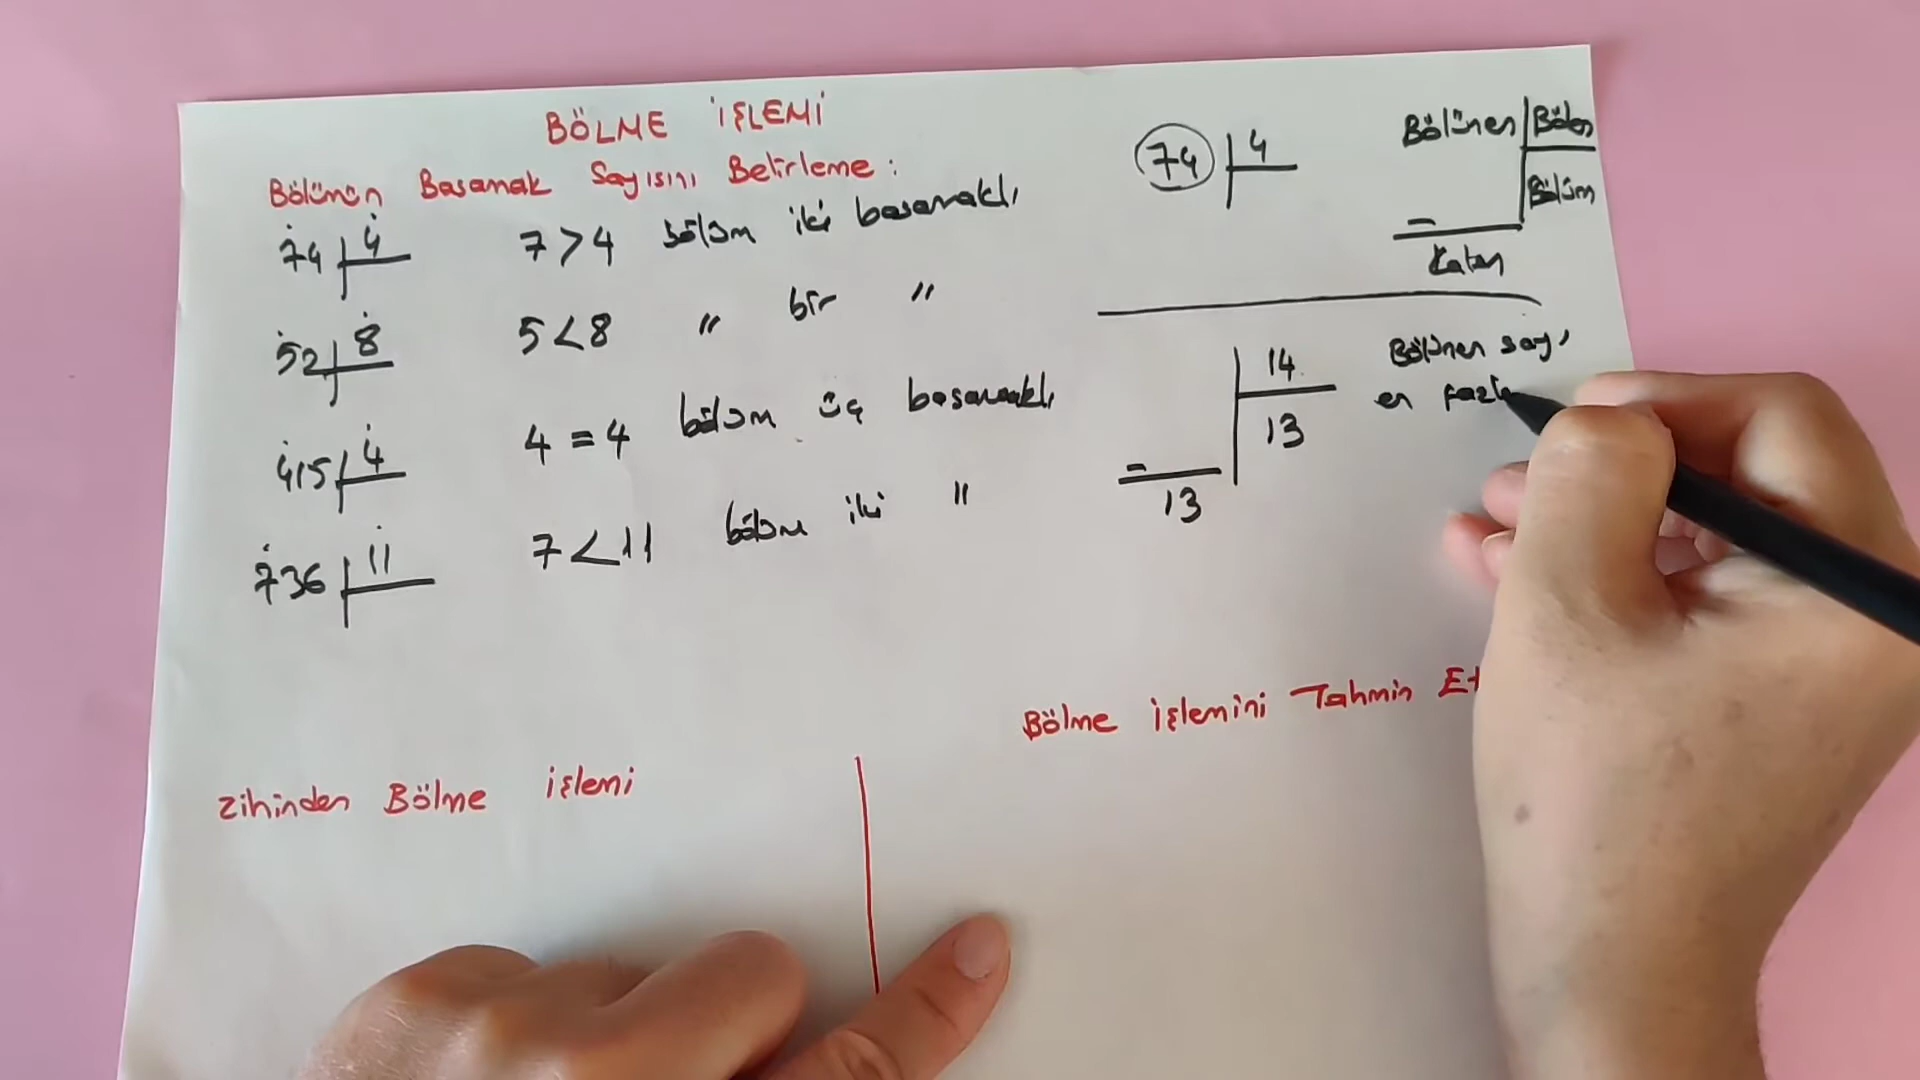 BÖLME İŞLEMİ
Bölünün Basamak Sayısını Belirleme:
74 4 7 > 4 bölüm iki basamaklı
52 8 5 < 8 " bir "
415 4 4 = 4 bölüm üç basamaklı
736 11 7 < 11 bölüm iki "
74 4
Bölünen Bölen
Bölüm
-
Kalan
14 Bölünen sayı
13 en fazla
-
13
Zihinden Bölme işlemi
Bölme işlemini Tahmin Et